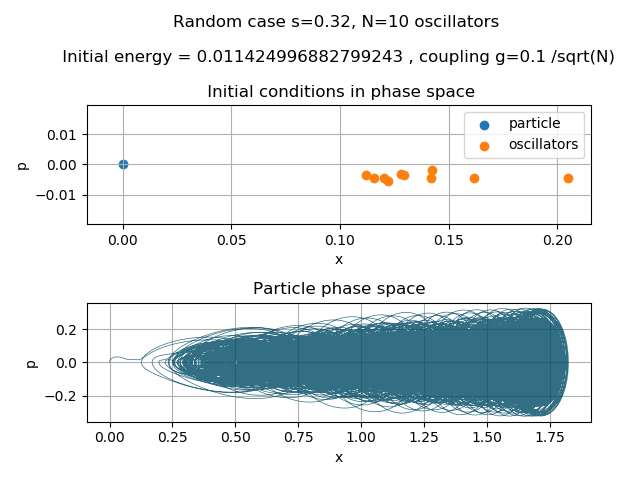 Random case s=0.32, N=10 oscillators
Initial energy = 0.011424996882799243 , coupling g=0.1 /sqrt(N)
Initial conditions in phase space
particle
oscillators
0.01
0.00
−0.01
p
0.00 0.05 0.10 0.15 0.20
x
Particle phase space
0.2
0.0
−0.2
p
0.00 0.25 0.50 0.75 1.00 1.25 1.50 1.75
x